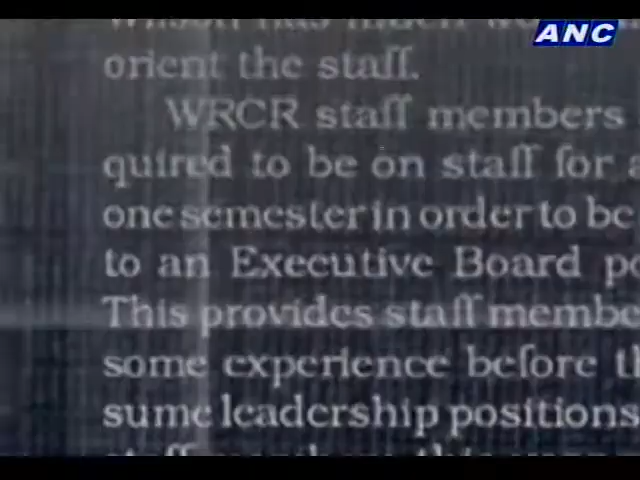 ANC
orient the staff.
WRCR staff members
quired to be on staff for a
one semester in order to be
to an Executive Board po
This provides staff membe
some experience before th
sume leadership positions